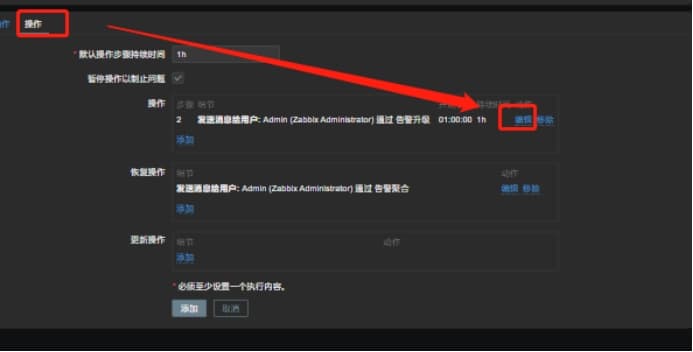 操作
* 默认操作步骤持续时间 1h
暂停操作以制止问题
操作 步骤 细节 持续时间 动作
2 发送消息给用户: Admin (Zabbix Administrator) 通过 告警升级 01:00:00 1h 编辑 移除
添加
恢复操作 细节 动作
发送消息给用户: Admin (Zabbix Administrator) 通过 告警聚合 编辑 移除
添加
更新操作 细节 动作
添加
* 必须至少设置一个执行内容。
添加 取消